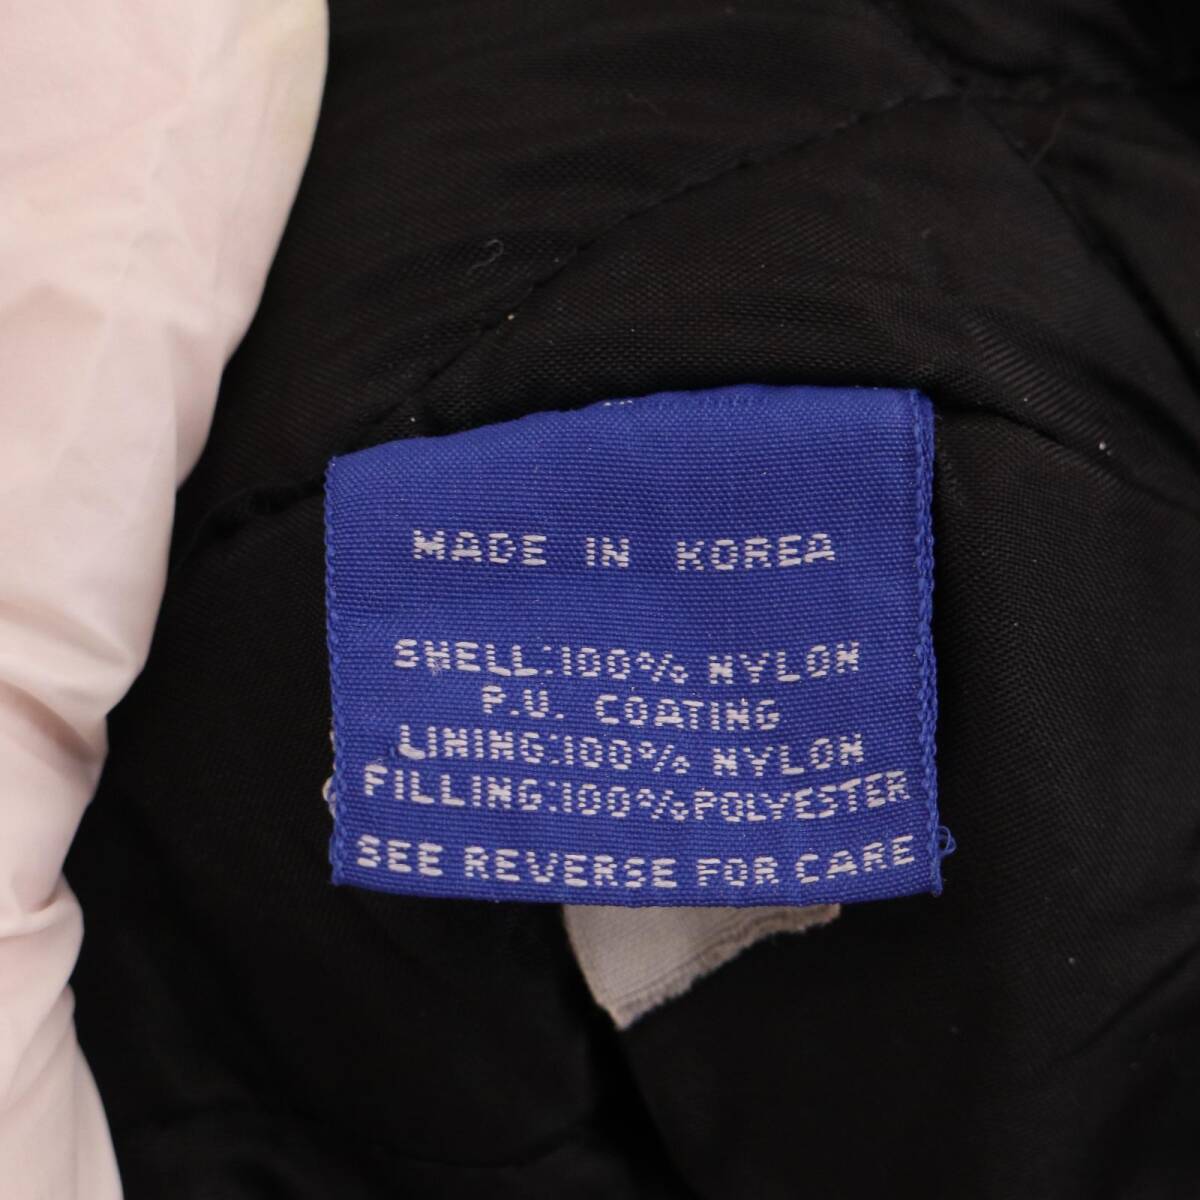 MADE IN KOREA
SHELL:100% NYLON
P.U. COATING
LINING:100% NYLON
FILLING:100%POLYESTER
SEE REVERSE FOR CARE